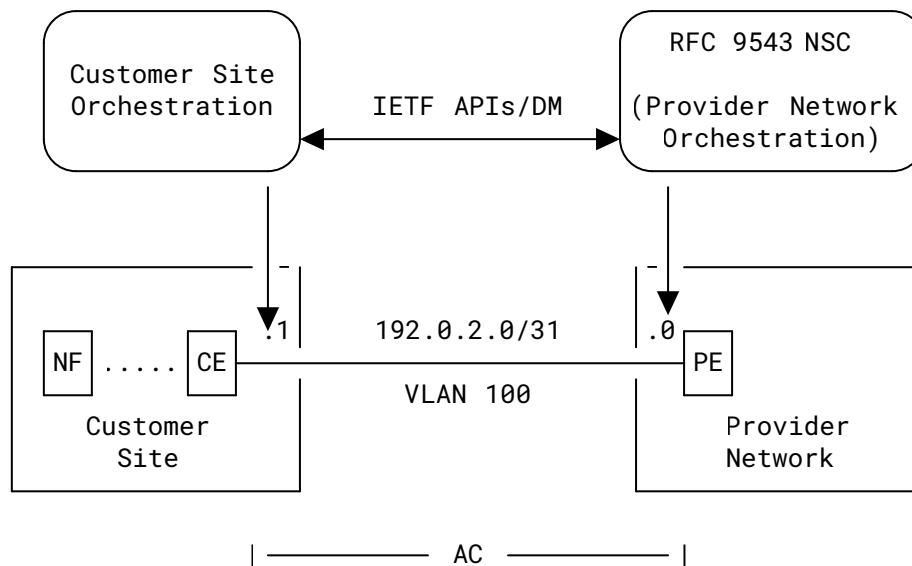 Customer Site
Orchestration
IETF APIs/DM
RFC 9543 NSC
(Provider Network
Orchestration)
.1
192.0.2.0/31
.0
NF
.....
CE
PE
VLAN 100
Customer
Site
Provider
Network
AC